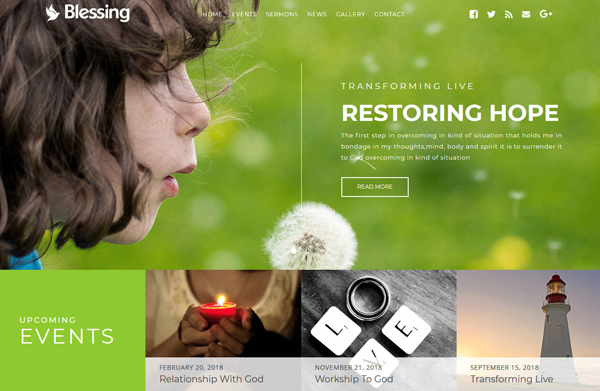 Blessing
HOME EVENTS SERMONS NEWS GALLERY CONTACT
G+
TRANSFORMING LIVE
RESTORING HOPE
The first step in overcoming in kind of situation that holds me in
bondage in my thoughts,mind, body and spirit it is to surrender it
to God overcoming in kind of situation
READ MORE
UPCOMING
EVENTS
L
V
E
FEBRUARY 20, 2018
Relationship With God
NOVEMBER 21, 2018
Workship To God
SEPTEMBER 15, 2018
Transforming Live